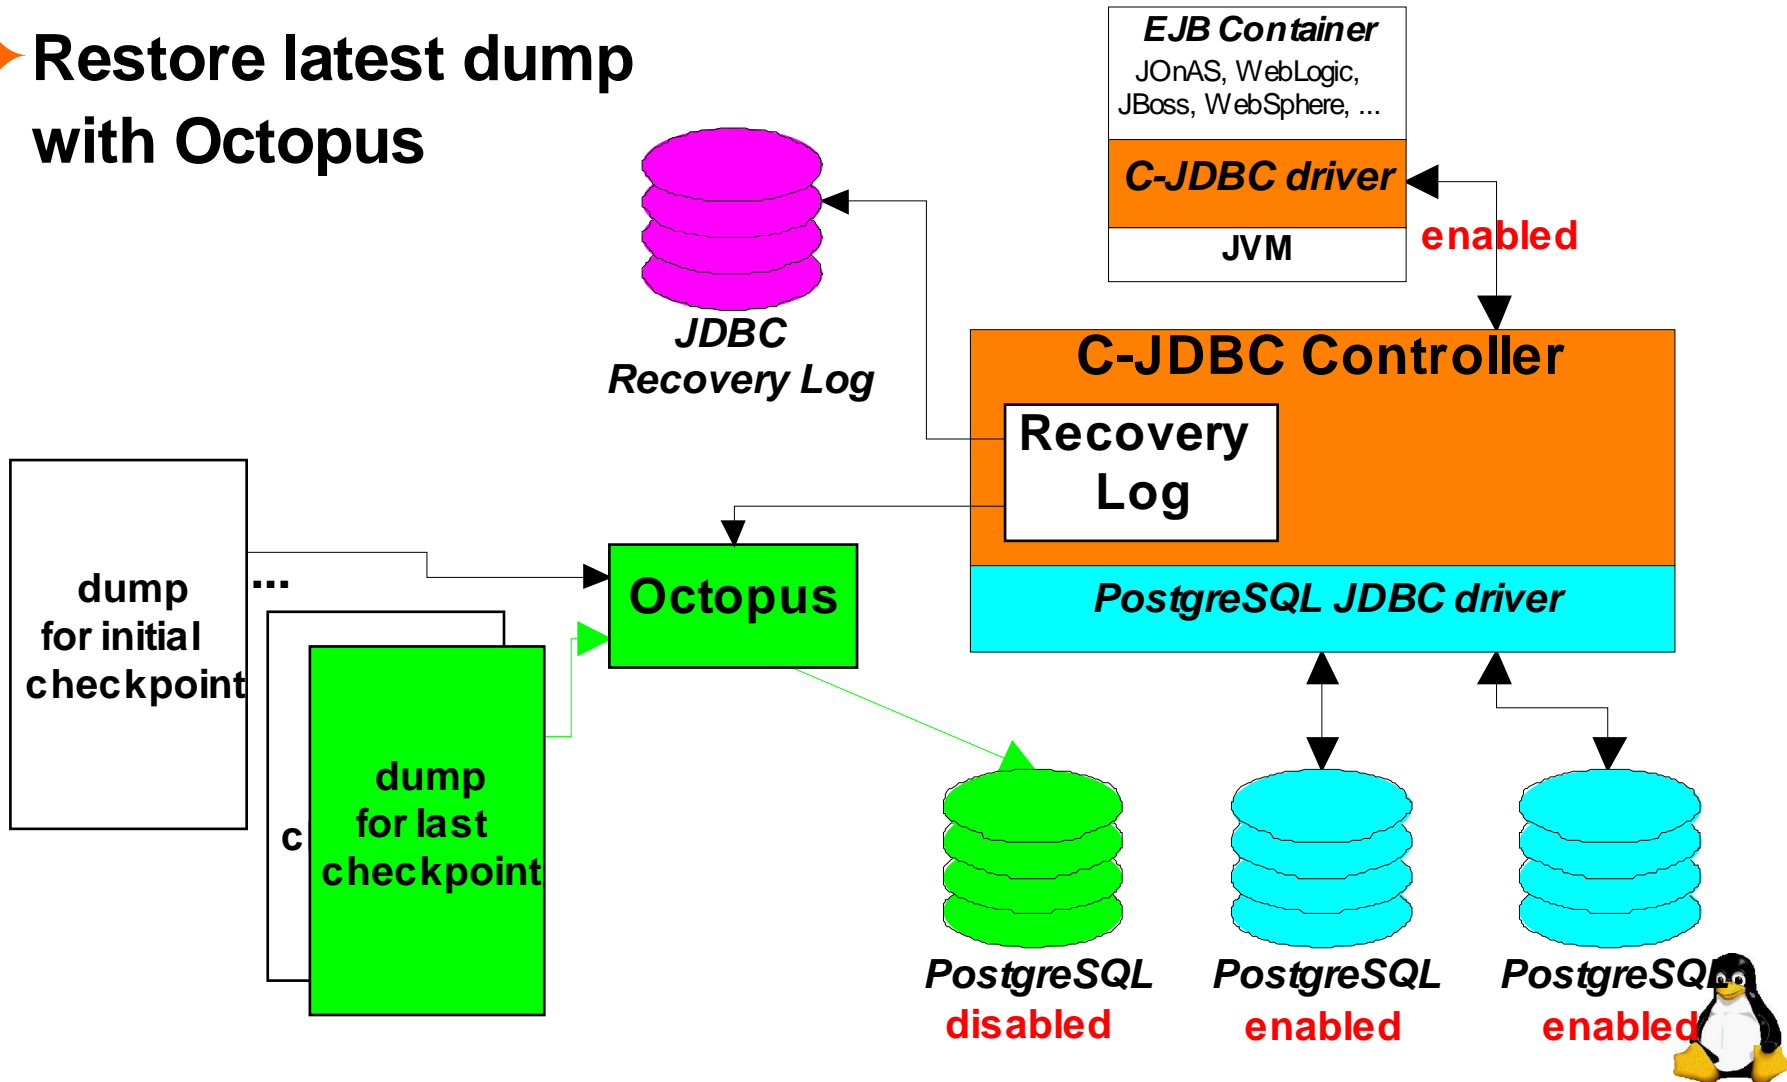 Restore latest dump
with Octopus
EJB Container
JOnAS, WebLogic,
JBoss, WebSphere, ...
C-JDBC driver
JVM
enabled
JDBC
Recovery Log
C-JDBC Controller
Recovery
Log
PostgreSQL JDBC driver
dump
for initial
checkpoint
...
Octopus
c
dump
for last
checkpoint
PostgreSQL
disabled
PostgreSQL
enabled
PostgreSQL
enabled